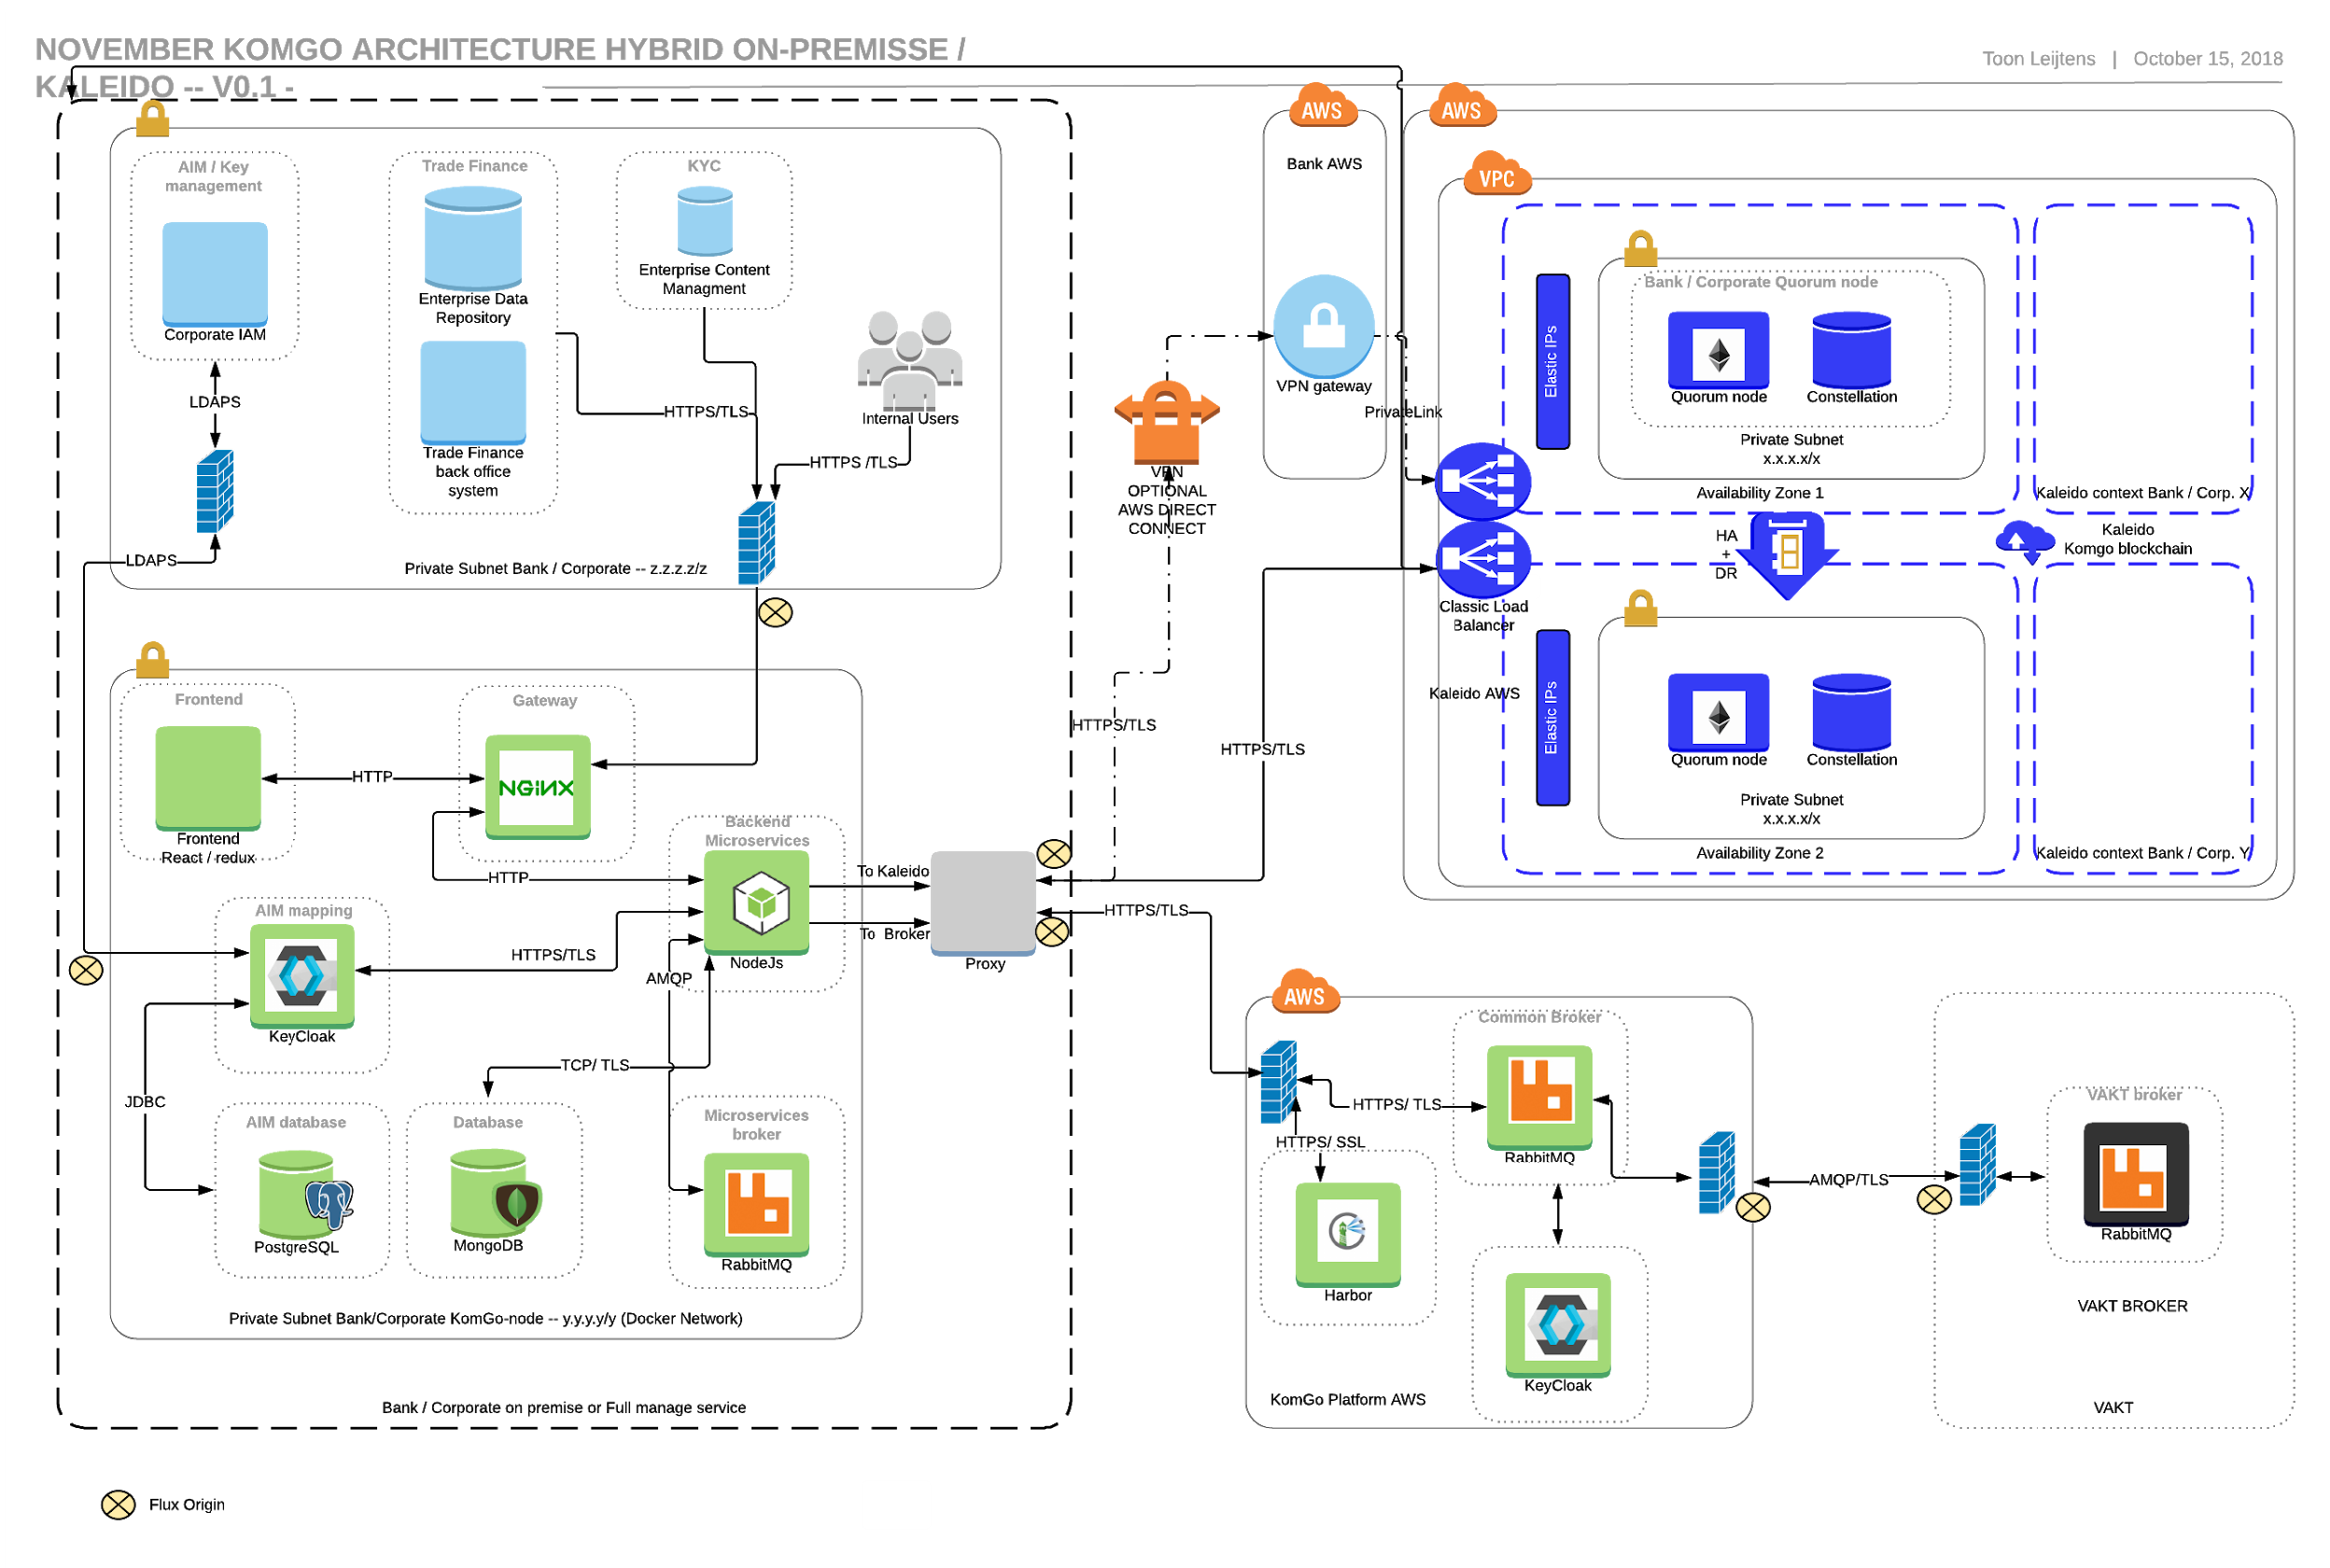 NOVEMBER KOMGO ARCHITECTURE HYBRID ON-PREMISSE /
KALEIDO -- V0.1 -
Toon Leijtens | October 15, 2018
AIM / Key
management
Corporate IAM
LDAPS
LDAPS
Trade Finance
Enterprise Data
Repository
Trade Finance
back office
system
KYC
Enterprise Content
Managment
HTTPS/TLS
Internal Users
HTTPS /TLS
Private Subnet Bank / Corporate -- z.z.z.z/z
AWS
Bank AWS
VPN gateway
PrivateLink
VPN
OPTIONAL
AWS DIRECT
CONNECT
AWS
VPC
Elastic IPs
Bank / Corporate Quorum node
Quorum node
Constellation
Private Subnet
x.x.x.x/x
Availability Zone 1
Kaleido context Bank / Corp. X
HA
+
DR
Kaleido
Komgo blockchain
Classic Load
Balancer
Kaleido AWS
Elastic IPs
Quorum node
Constellation
Private Subnet
x.x.x.x/x
Availability Zone 2
Kaleido context Bank / Corp. Y
Frontend
Frontend
React / redux
HTTP
Gateway
NGINX
HTTP
Backend
Microservices
NodeJs
To Kaleido
To Broker
Proxy
HTTPS/TLS
HTTPS/TLS
HTTPS/TLS
AIM mapping
KeyCloak
HTTPS/TLS
AMQP
TCP/ TLS
JDBC
AIM database
PostgreSQL
Database
MongoDB
Microservices
broker
RabbitMQ
Private Subnet Bank/Corporate KomGo-node -- y.y.y.y/y (Docker Network)
Bank / Corporate on premise or Full manage service
AWS
Common Broker
RabbitMQ
HTTPS/ TLS
HTTPS/ SSL
Harbor
KeyCloak
KomGo Platform AWS
AMQP/TLS
VAKT broker
RabbitMQ
VAKT BROKER
VAKT
Flux Origin